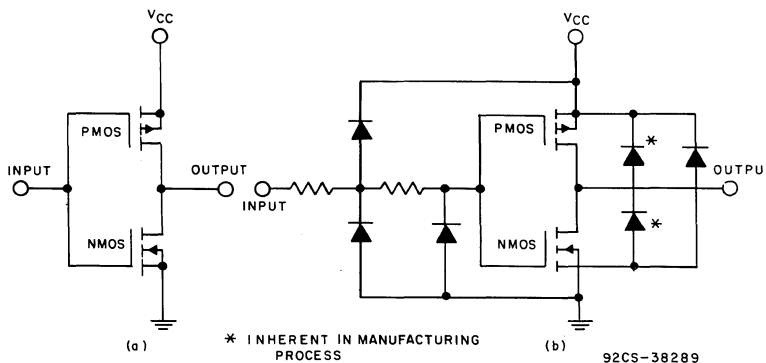 VCC
VCC
PMOS
PMOS
INPUT
OUTPUT
OUTPU
INPUT
NMOS
NMOS
(a)
(b)
* INHERENT IN MANUFACTURING
PROCESS
*
*
92CS-38289